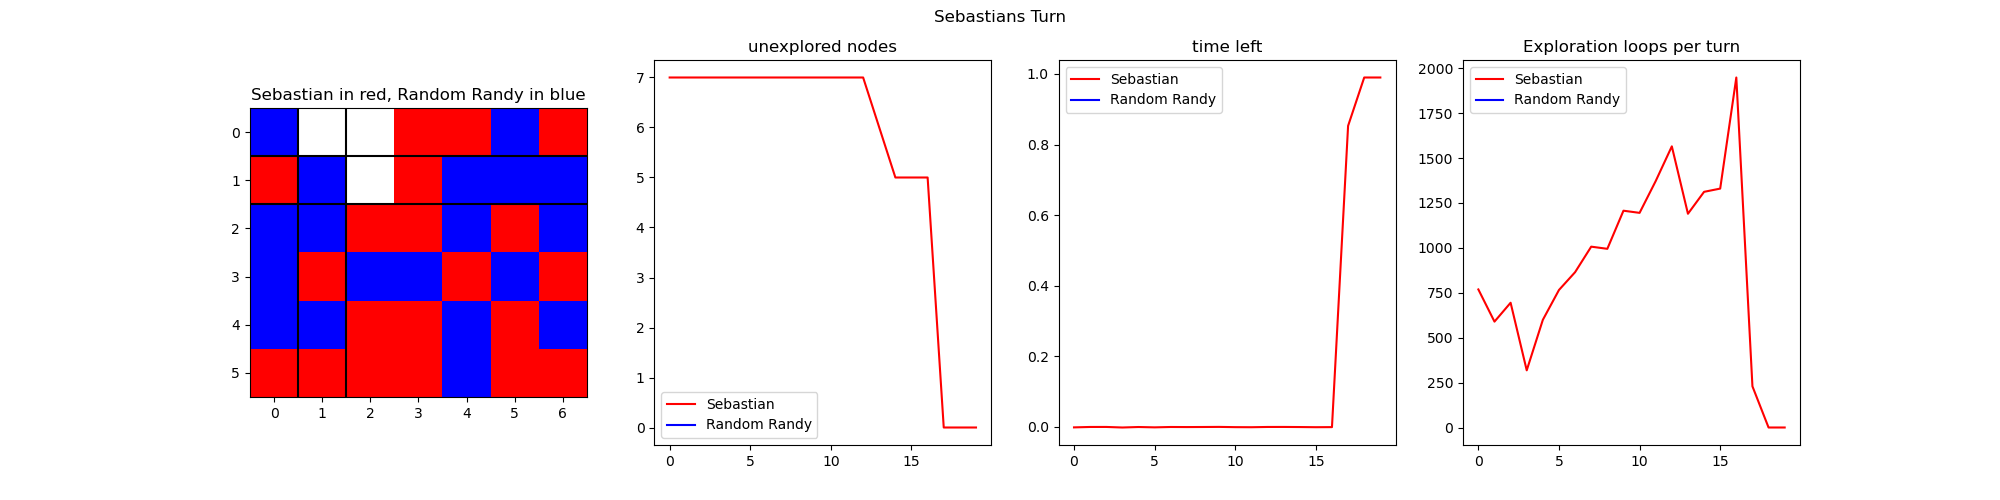 Sebastians Turn
Sebastian in red, Random Randy in blue
0
1
2
3
4
5
0 1 2 3 4 5 6
unexplored nodes
7
6
5
4
3
2
1
0
Sebastian
Random Randy
0 5 10 15
time left
1.0
0.8
0.6
0.4
0.2
0.0
Sebastian
Random Randy
0 5 10 15
Exploration loops per turn
2000
1750
1500
1250
1000
750
500
250
0
Sebastian
Random Randy
0 5 10 15